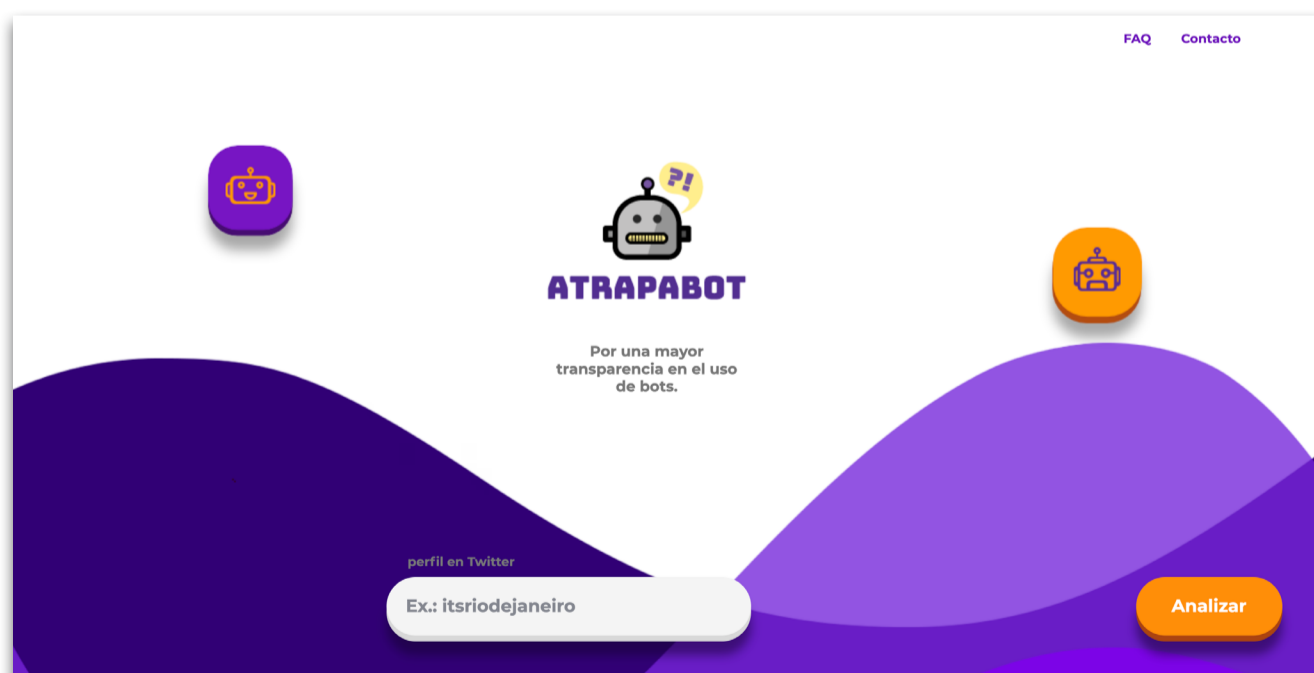 FAQ Contacto
?!
ATRAPABOT
Por una mayor
transparencia en el uso
de bots.
perfil en Twitter
Ex.: itsriodejaneiro
Analizar